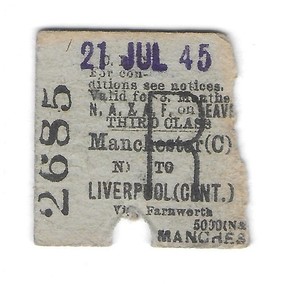 21 JUL 45
For con-
ditions see notices.
Valid for 3. Months
N. A. & A. F. on LEAVE
THIRD CLASS
Manchester (C)
TO
LIVERPOOL (CENT.)
Via Farnworth
MANCHES
2685
R